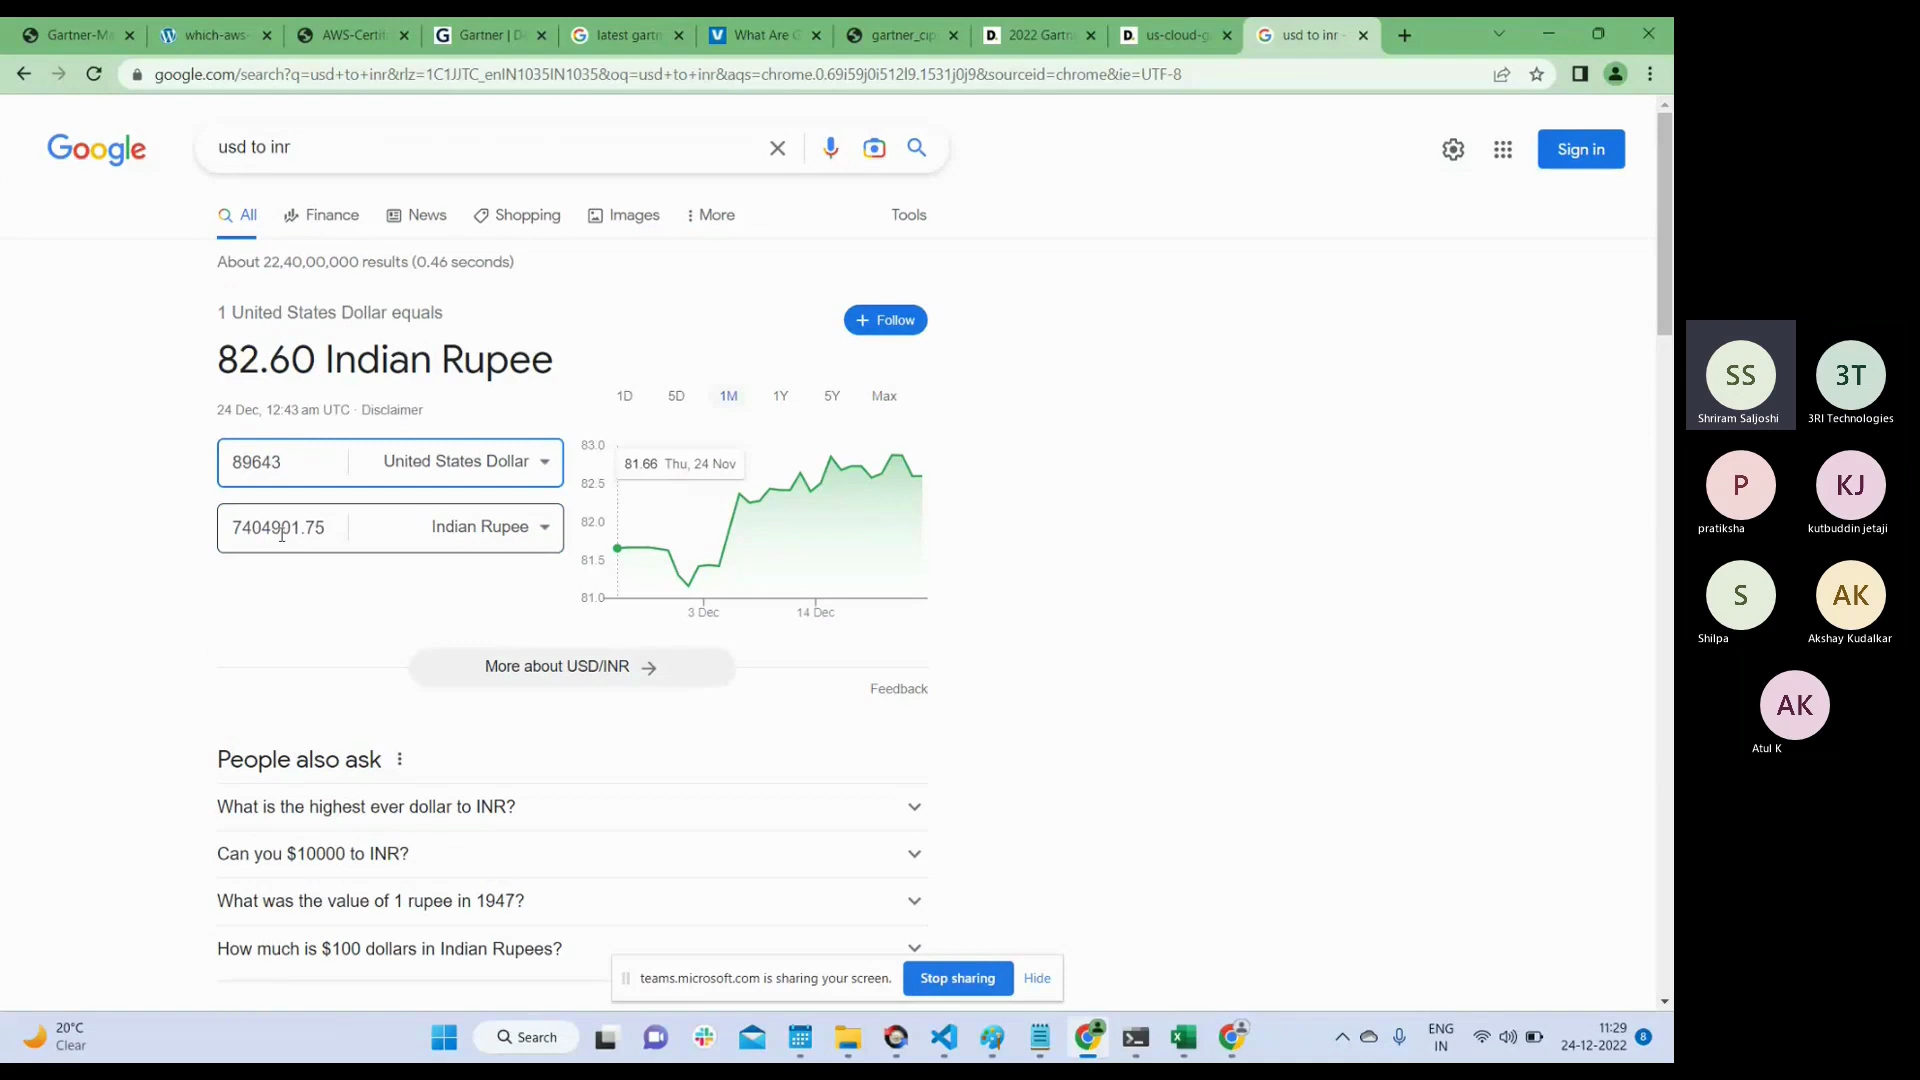 Gartner-Ma
which-aws-
AWS-Certi
Gartner | D
latest gartn
What Are G
gartner_cip
2022 Gartn
us-cloud-g
usd to inr -
google.com/search?q=usd+to+inr&rlz=1C1JJTC_enIN1035IN1035&oq=usd+to+inr&aqs=chrome.0.69i59j0i512l9.1531j0j9&sourceid=chrome&ie=UTF-8
Google
usd to inr
Sign in
All
Finance
News
Shopping
Images
More
Tools
About 22,40,00,000 results (0.46 seconds)
1 United States Dollar equals
Follow
82.60 Indian Rupee
24 Dec, 12:43 am UTC · Disclaimer
1D 5D 1M 1Y 5Y Max
89643 United States Dollar
7404901.75 Indian Rupee
83.0
82.5
82.0
81.5
81.0
81.66 Thu, 24 Nov
3 Dec
14 Dec
More about USD/INR
Feedback
People also ask
What is the highest ever dollar to INR?
Can you $10000 to INR?
What was the value of 1 rupee in 1947?
How much is $100 dollars in Indian Rupees?
teams.microsoft.com is sharing your screen.
Stop sharing
Hide
SS
Shriram Saljoshi
3T
3RI Technologies
P
pratiksha
KJ
kutbuddin jetaji
S
Shilpa
AK
Akshay Kudalkar
AK
Atul K
20°C
Clear
Search
ENG
IN
11:29
24-12-2022
8